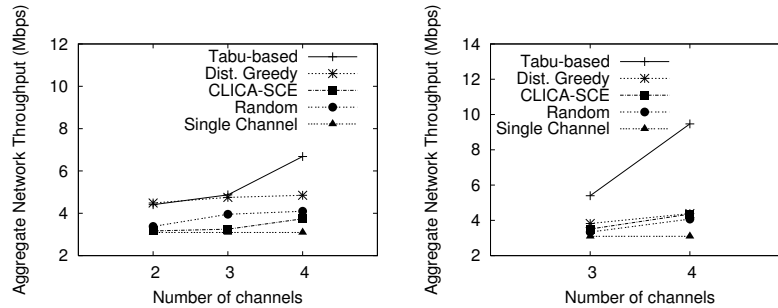 Aggregate Network Throughput (Mbps)
12
10
8
6
4
2
Tabu-based
Dist. Greedy
CLICA-SCE
Random
Single Channel
2
3
4
Number of channels
Aggregate Network Throughput (Mbps)
14
12
10
8
6
4
2
Tabu-based
Dist. Greedy
CLICA-SCE
Random
Single Channel
3
4
Number of channels